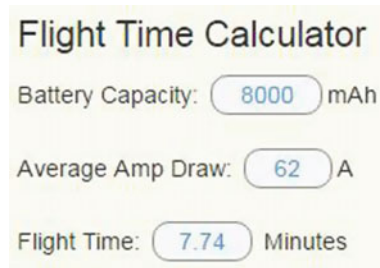 Flight Time Calculator
Battery Capacity: 8000 mAh
Average Amp Draw: 62 A
Flight Time: 7.74 Minutes